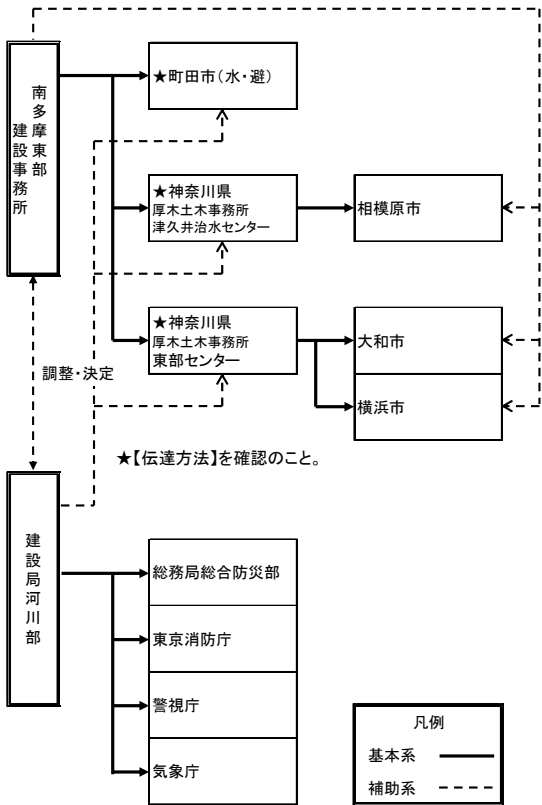 南多摩東部
建設事務所
★町田市（水・避）
★神奈川県
厚木土木事務所
津久井治水センター
相模原市
★神奈川県
厚木土木事務所
東部センター
大和市
横浜市
調整・決定
★【伝達方法】を確認のこと。
建設局河川部
総務局総合防災部
東京消防庁
警視庁
気象庁
凡例
基本系
補助系